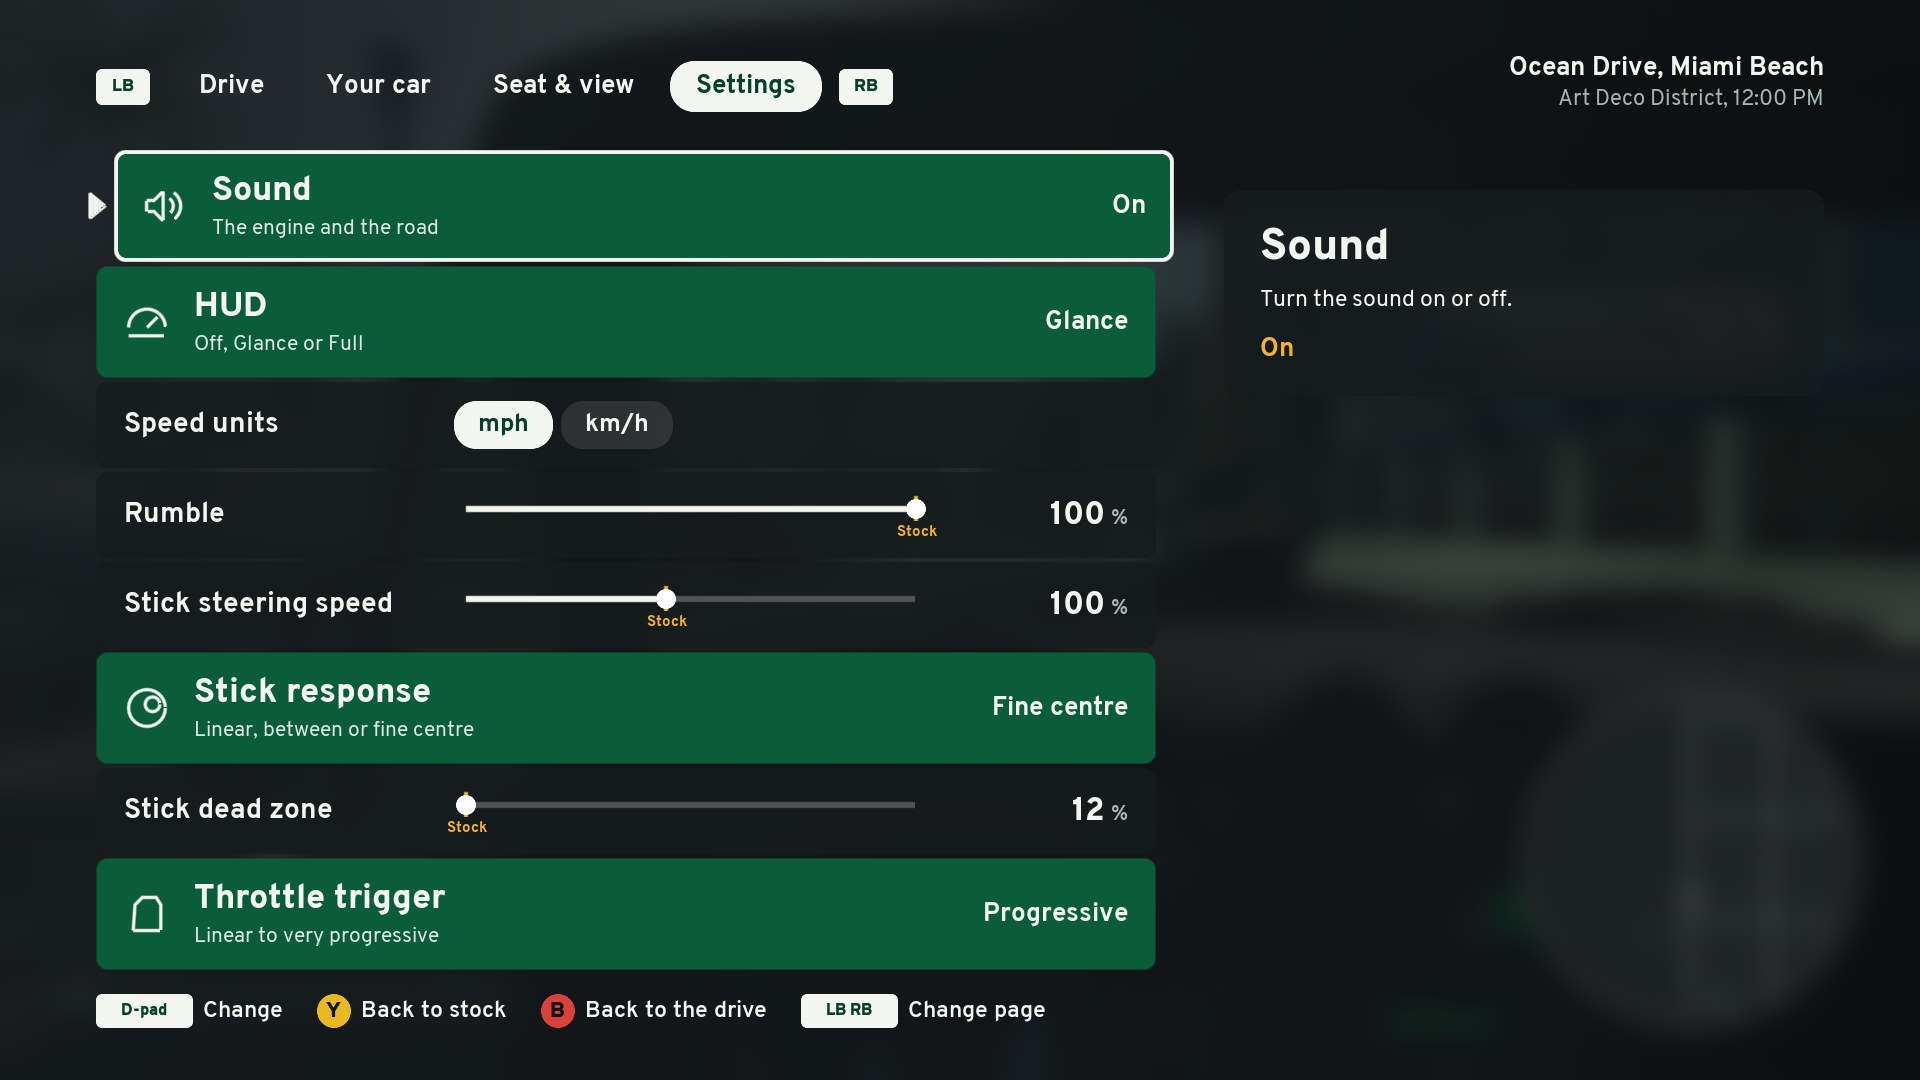 LB
Drive
Your car
Seat & view
Settings
RB
Ocean Drive, Miami Beach
Art Deco District, 12:00 PM
Sound
The engine and the road
On
HUD
Off, Glance or Full
Glance
Speed units
mph
km/h
Rumble
Stock
100 %
Stick steering speed
Stock
100 %
Stick response
Linear, between or fine centre
Fine centre
Stick dead zone
Stock
12 %
Throttle trigger
Linear to very progressive
Progressive
Sound
Turn the sound on or off.
On
D-pad Change
Y Back to stock
B Back to the drive
LB RB Change page